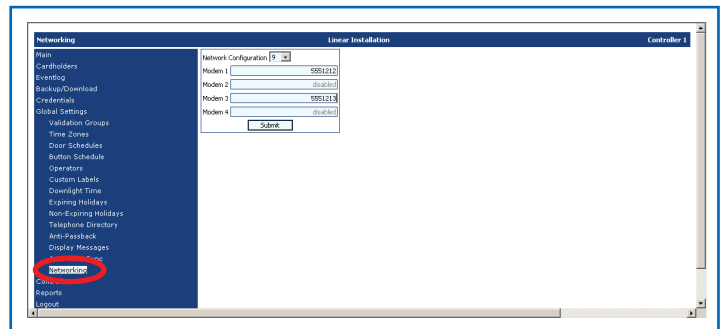 Networking Linear Installation Controller 1
Main
Cardholders
Eventlog
Backup/Download
Credentials
Global Settings
Validation Groups
Time Zones
Door Schedules
Button Schedule
Operators
Custom Labels
Downlight Time
Expiring Holidays
Non-Expiring Holidays
Telephone Directory
Anti-Passback
Display Messages
Networking
Reports
Logout
Network Configuration 9
Modem 1 5551212
Modem 2 disabled
Modem 3 5551213
Modem 4 disabled
Submit